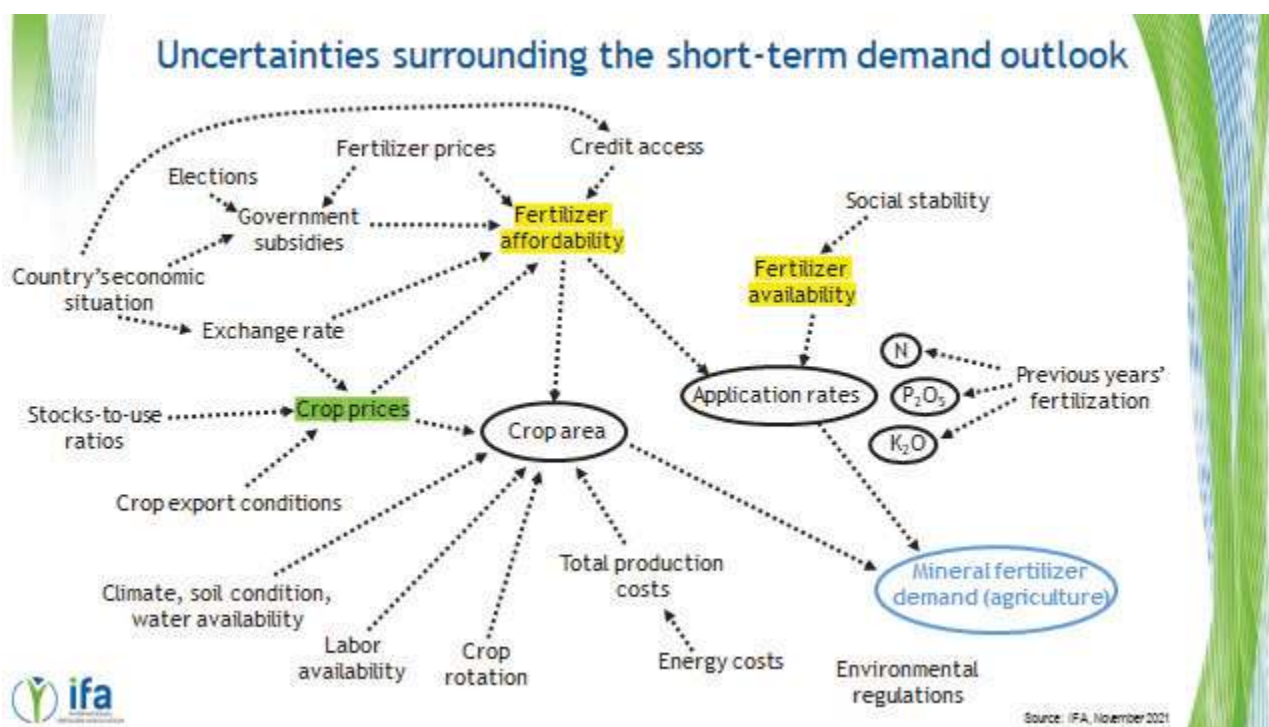 Uncertainties surrounding the short-term demand outlook
Fertilizer prices
Credit access
Elections
Government
subsidies
Fertilizer
affordability
Social stability
Country'seconomic
situation
Fertilizer
availability
Exchange rate
N
Previous years'
fertilization
Application rates
P₂O₅
K₂O
Stocks-to-use
ratios
Crop prices
Crop area
Crop export conditions
Total production
costs
Mineral fertilizer
demand (agriculture)
Climate, soil condition,
water availability
Labor
availability
Crop
rotation
Energy costs
Environmental
regulations
ifa
Source: IFA, November 2021